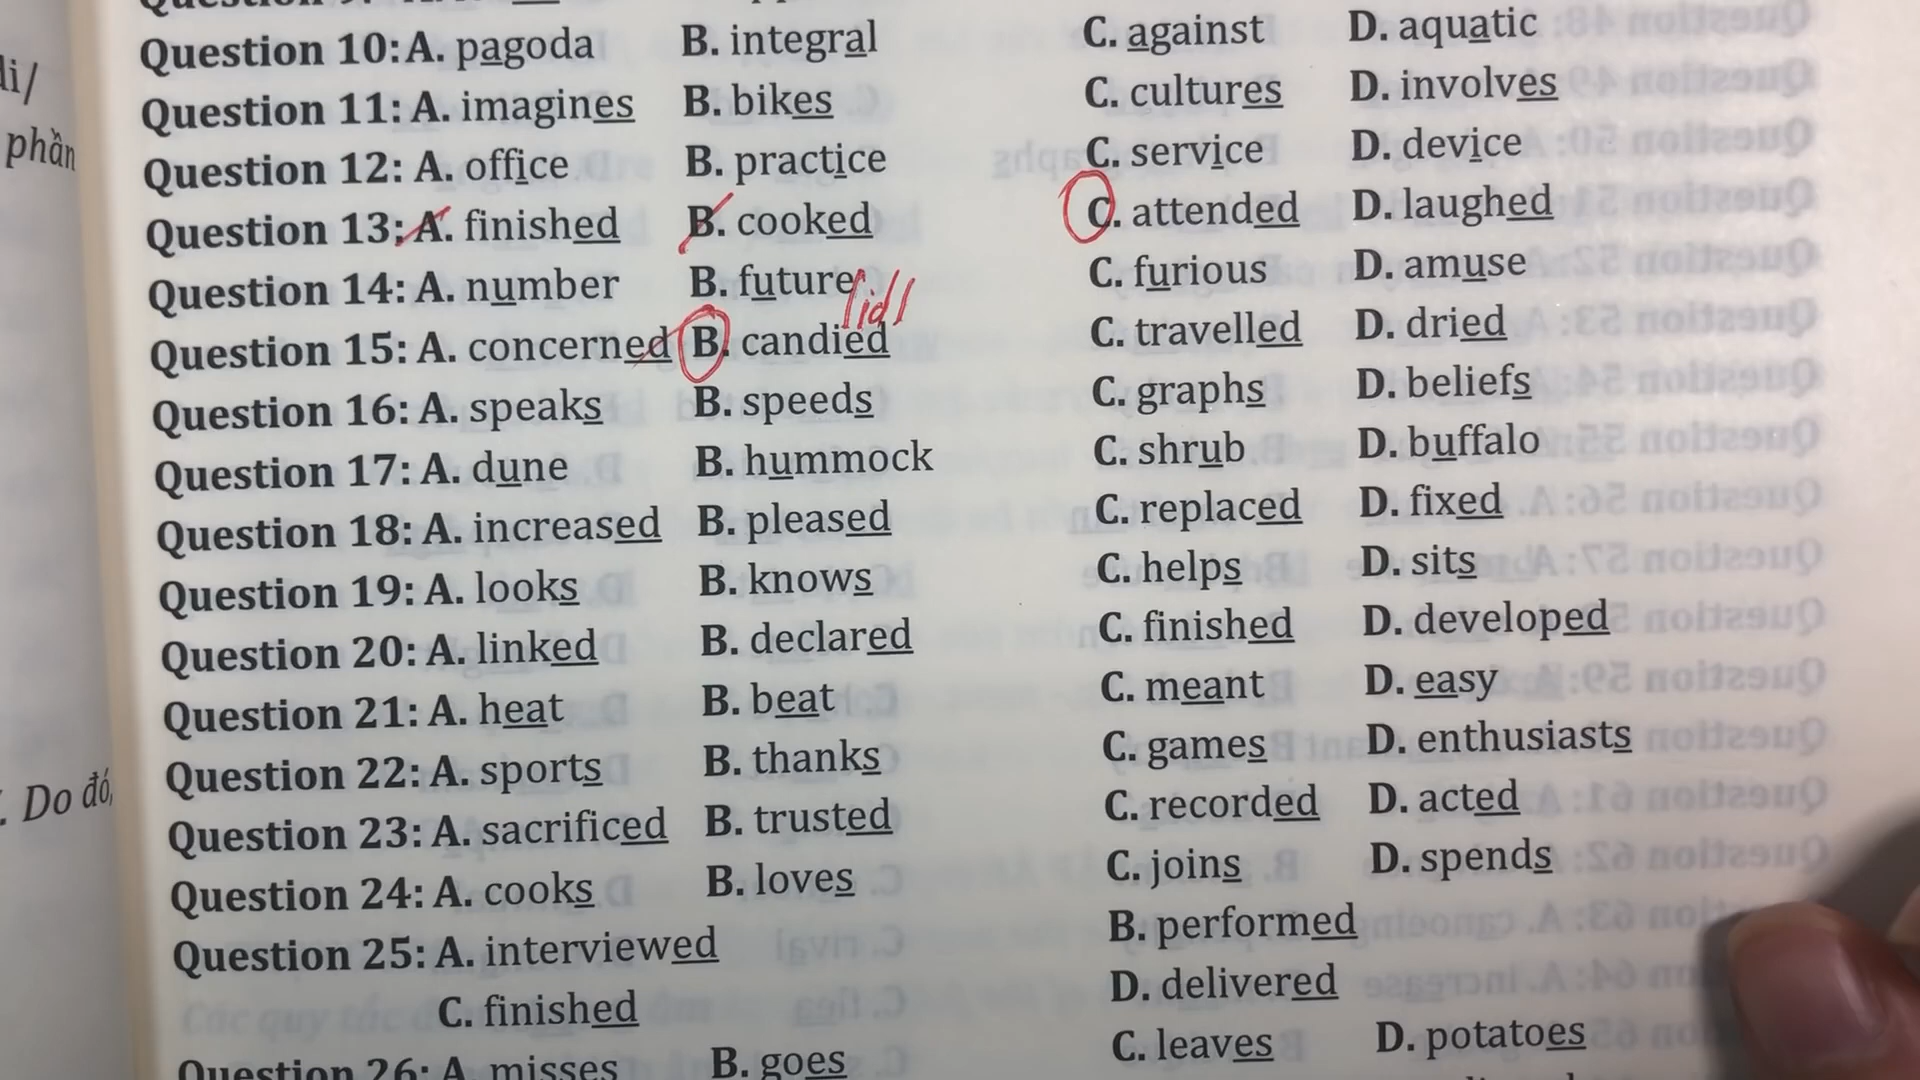 li/
phần
Do đó,
Question 10: A. pagoda B. integral C. against D. aquatic
Question 11: A. imagines B. bikes C. cultures D. involves
Question 12: A. office B. practice C. service D. device
Question 13: A. finished B. cooked C. attended D. laughed
Question 14: A. number B. future C. furious D. amuse
/id/
Question 15: A. concerned B. candied C. travelled D. dried
Question 16: A. speaks B. speeds C. graphs D. beliefs
Question 17: A. dune B. hummock C. shrub D. buffalo
Question 18: A. increased B. pleased C. replaced D. fixed
Question 19: A. looks B. knows C. helps D. sits
Question 20: A. linked B. declared C. finished D. developed
Question 21: A. heat B. beat C. meant D. easy
Question 22: A. sports B. thanks C. games D. enthusiasts
Question 23: A. sacrificed B. trusted C. recorded D. acted
Question 24: A. cooks B. loves C. joins D. spends
Question 25: A. interviewed B. performed
C. finished D. delivered
Question 26: A. misses B. goes C. leaves D. potatoes